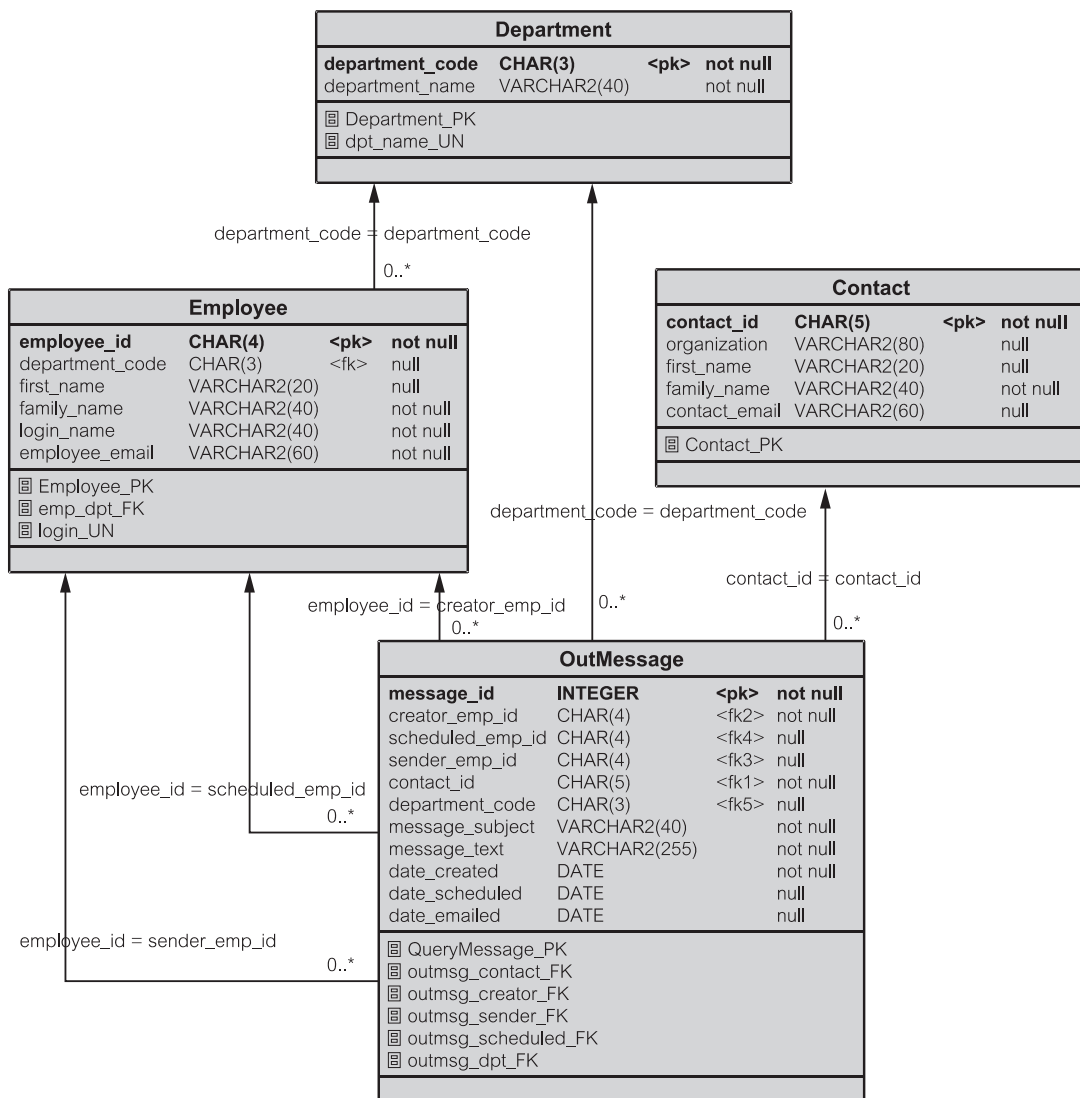 Department
department_code CHAR(3) <pk> not null
department_name VARCHAR2(40) not null
Department_PK
dpt_name_UN
department_code = department_code
0..*
Employee
employee_id CHAR(4) <pk> not null
department_code CHAR(3) <fk> null
first_name VARCHAR2(20) null
family_name VARCHAR2(40) not null
login_name VARCHAR2(40) not null
employee_email VARCHAR2(60) not null
Employee_PK
emp_dpt_FK
login_UN
Contact
contact_id CHAR(5) <pk> not null
organization VARCHAR2(80) null
first_name VARCHAR2(20) null
family_name VARCHAR2(40) not null
contact_email VARCHAR2(60) null
Contact_PK
department_code = department_code
0..*
contact_id = contact_id
0..*
employee_id = creator_emp_id
0..*
employee_id = scheduled_emp_id
0..*
employee_id = sender_emp_id
0..*
OutMessage
message_id INTEGER <pk> not null
creator_emp_id CHAR(4) <fk2> not null
scheduled_emp_id CHAR(4) <fk4> null
sender_emp_id CHAR(4) <fk3> null
contact_id CHAR(5) <fk1> not null
department_code CHAR(3) <fk5> null
message_subject VARCHAR2(40) not null
message_text VARCHAR2(255) not null
date_created DATE not null
date_scheduled DATE null
date_emailed DATE null
QueryMessage_PK
outmsg_contact_FK
outmsg_creator_FK
outmsg_sender_FK
outmsg_scheduled_FK
outmsg_dpt_FK